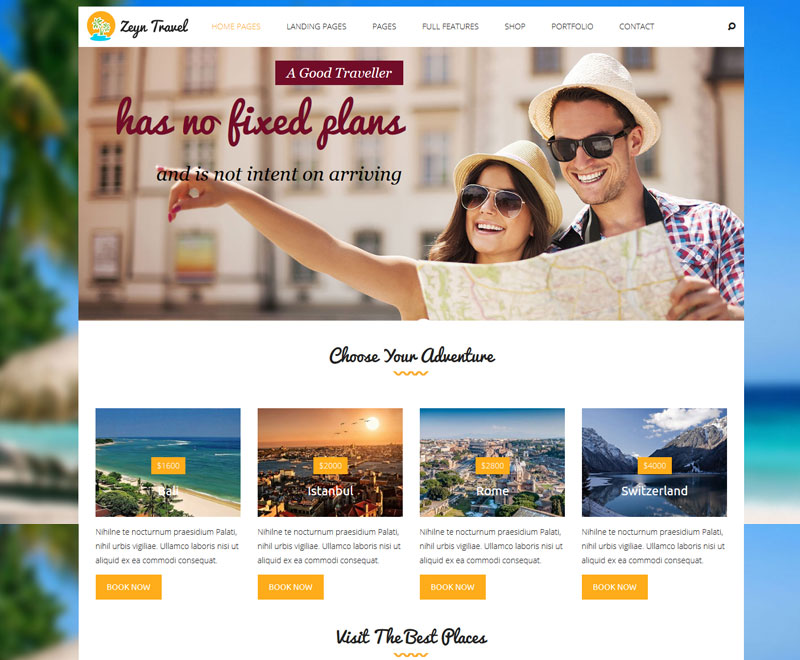 Zeyn Travel
HOME PAGES LANDING PAGES PAGES FULL FEATURES SHOP PORTFOLIO CONTACT
A Good Traveller
has no fixed plans
and is not intent on arriving
Choose Your Adventure
$1600
Bali
$2000
Istanbul
$2800
Rome
$4000
Switzerland
Nihilne te nocturnum praesidium Palati,
nihil urbis vigiliae. Ullamco laboris nisi ut
aliquid ex ea commodi consequat.
BOOK NOW
Nihilne te nocturnum praesidium Palati,
nihil urbis vigiliae. Ullamco laboris nisi ut
aliquid ex ea commodi consequat.
BOOK NOW
Nihilne te nocturnum praesidium Palati,
nihil urbis vigiliae. Ullamco laboris nisi ut
aliquid ex ea commodi consequat.
BOOK NOW
Nihilne te nocturnum praesidium Palati,
nihil urbis vigiliae. Ullamco laboris nisi ut
aliquid ex ea commodi consequat.
BOOK NOW
Visit The Best Places